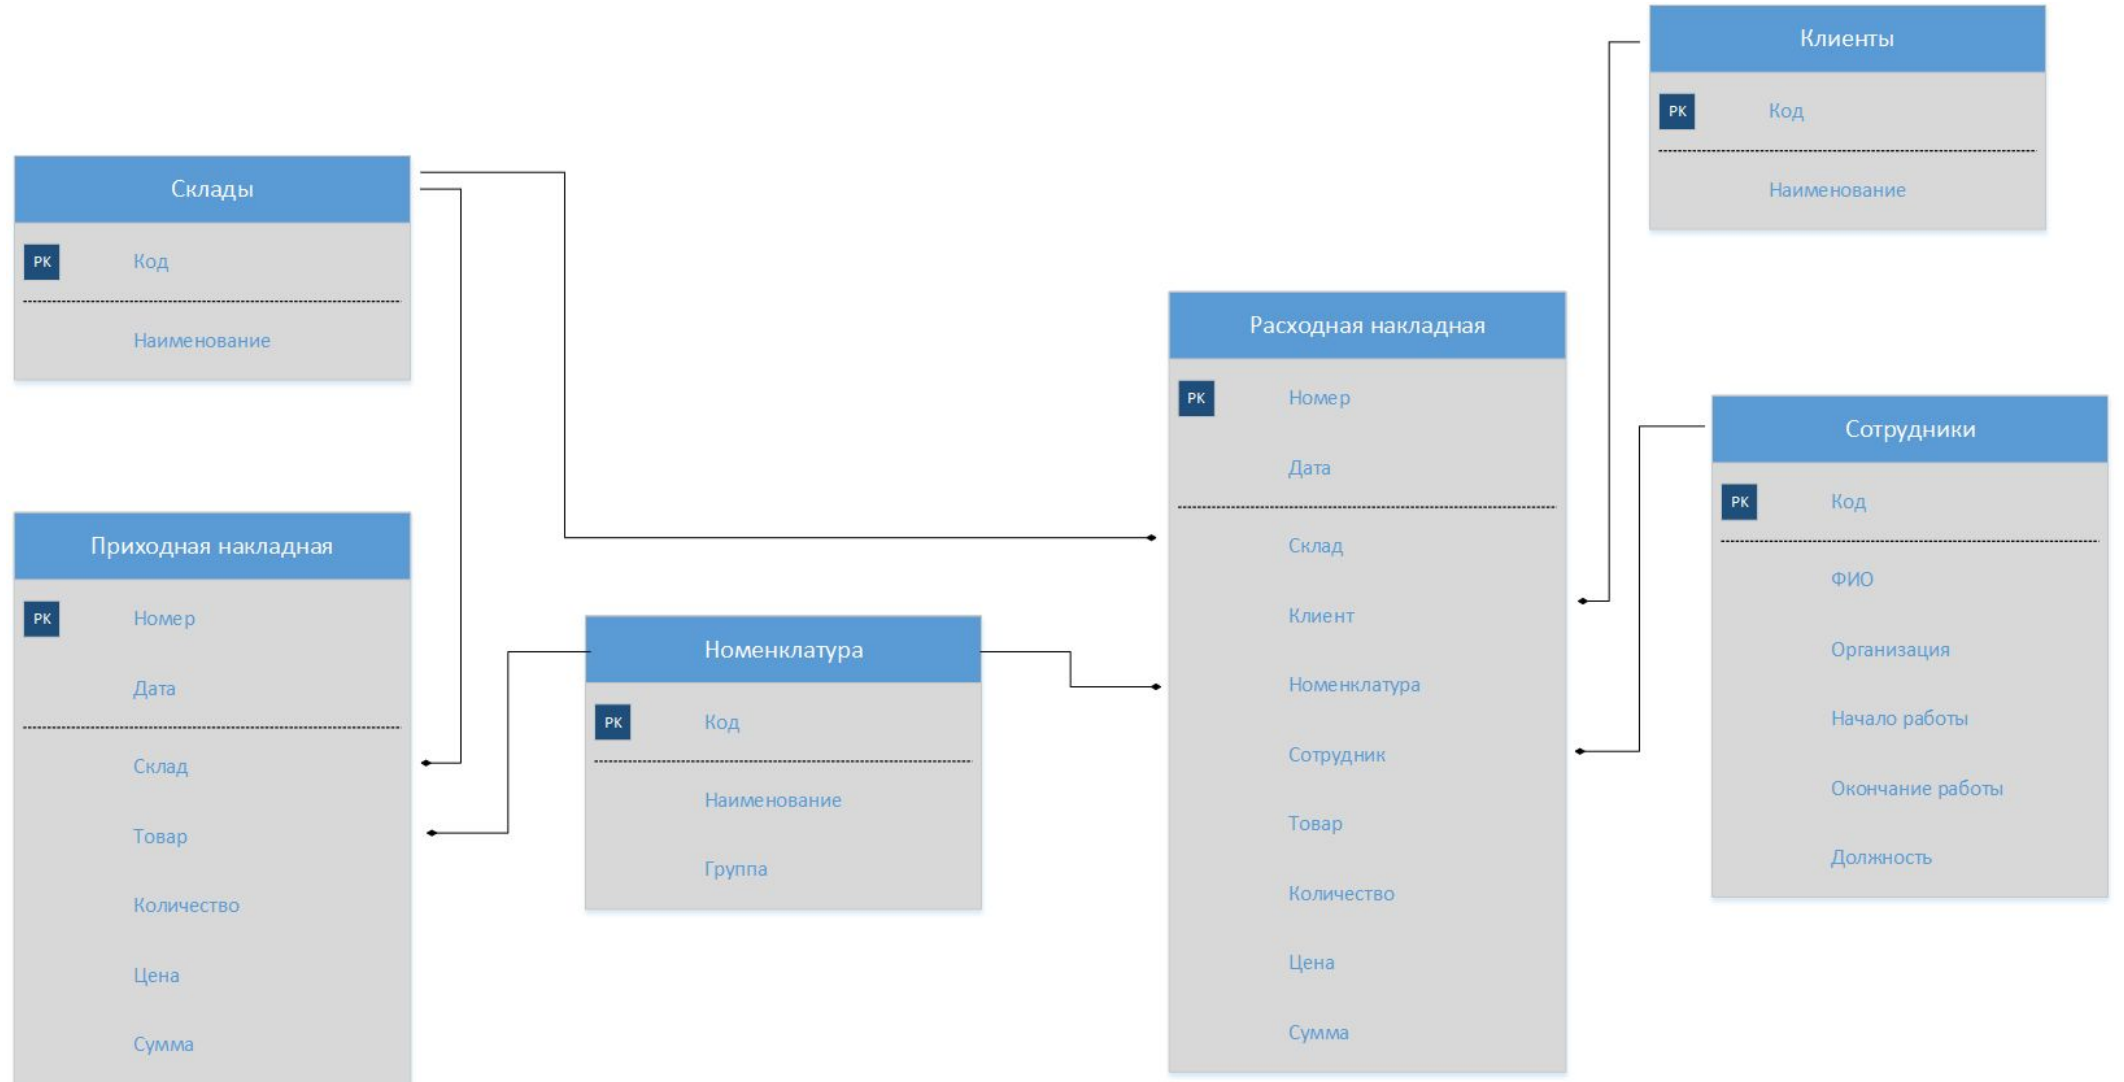 Клиенты
PK
Код
Наименование
Склады
PK
Код
Наименование
Расходная накладная
PK
Номер
Дата
Склад
Клиент
Номенклатура
Сотрудник
Товар
Количество
Цена
Сумма
Сотрудники
PK
Код
ФИО
Организация
Начало работы
Окончание работы
Должность
Приходная накладная
PK
Номер
Дата
Склад
Товар
Количество
Цена
Сумма
Номенклатура
PK
Код
Наименование
Группа